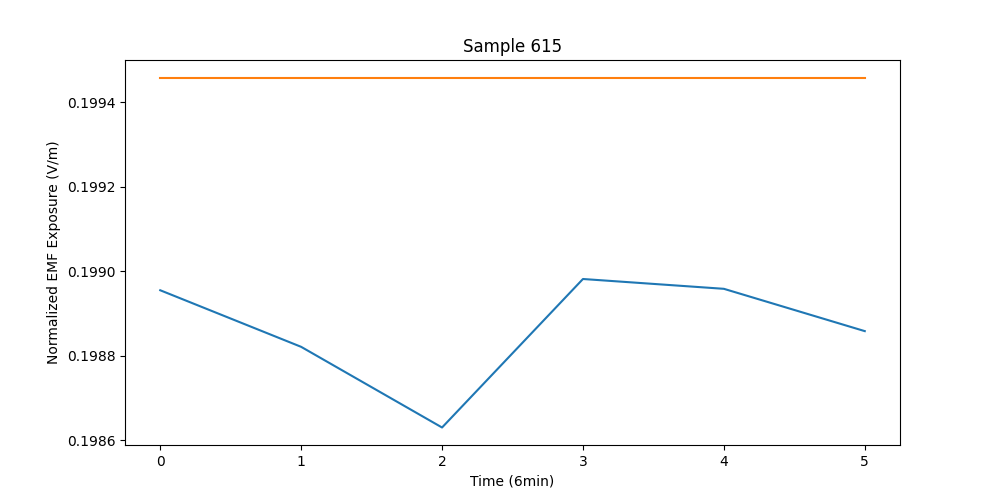 Sample 615
Normalized EMF Exposure (V/m)
0.1994
0.1992
0.1990
0.1988
0.1986
0 1 2 3 4 5
Time (6min)